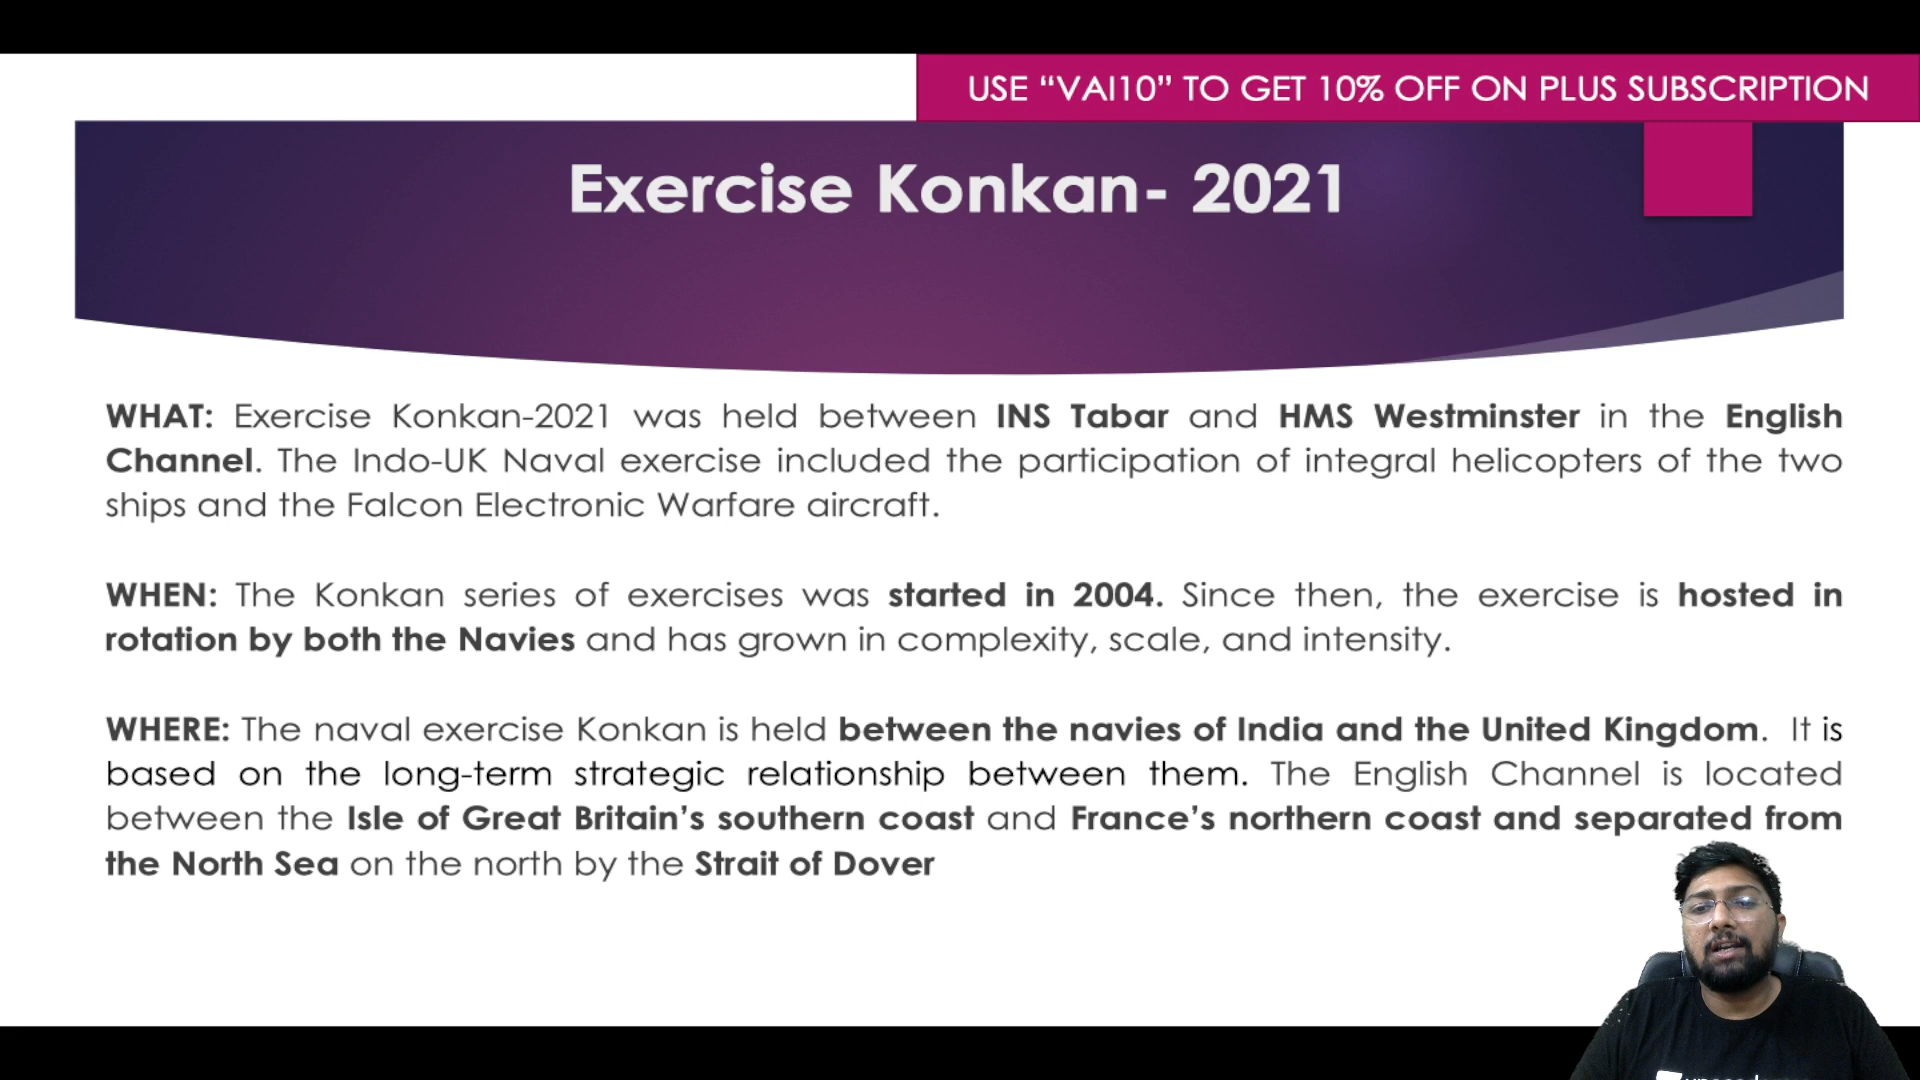 USE “VAI10” TO GET 10% OFF ON PLUS SUBSCRIPTION
Exercise Konkan- 2021
WHAT: Exercise Konkan-2021 was held between INS Tabar and HMS Westminster in the English
Channel. The Indo-UK Naval exercise included the participation of integral helicopters of the two
ships and the Falcon Electronic Warfare aircraft.
WHEN: The Konkan series of exercises was started in 2004. Since then, the exercise is hosted in
rotation by both the Navies and has grown in complexity, scale, and intensity.
WHERE: The naval exercise Konkan is held between the navies of India and the United Kingdom. It is
based on the long-term strategic relationship between them. The English Channel is located
between the Isle of Great Britain’s southern coast and France’s northern coast and separated from
the North Sea on the north by the Strait of Dover